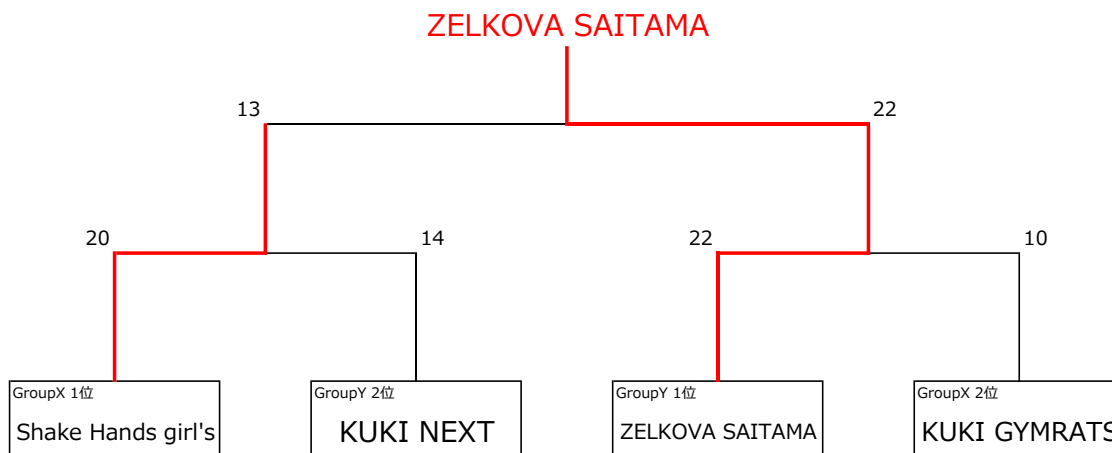 ZELKOVA SAITAMA
13
22
20
14
22
10
GroupX 1位
Shake Hands girl's
GroupY 2位
KUKI NEXT
GroupY 1位
ZELKOVA SAITAMA
GroupX 2位
KUKI GYMRATS